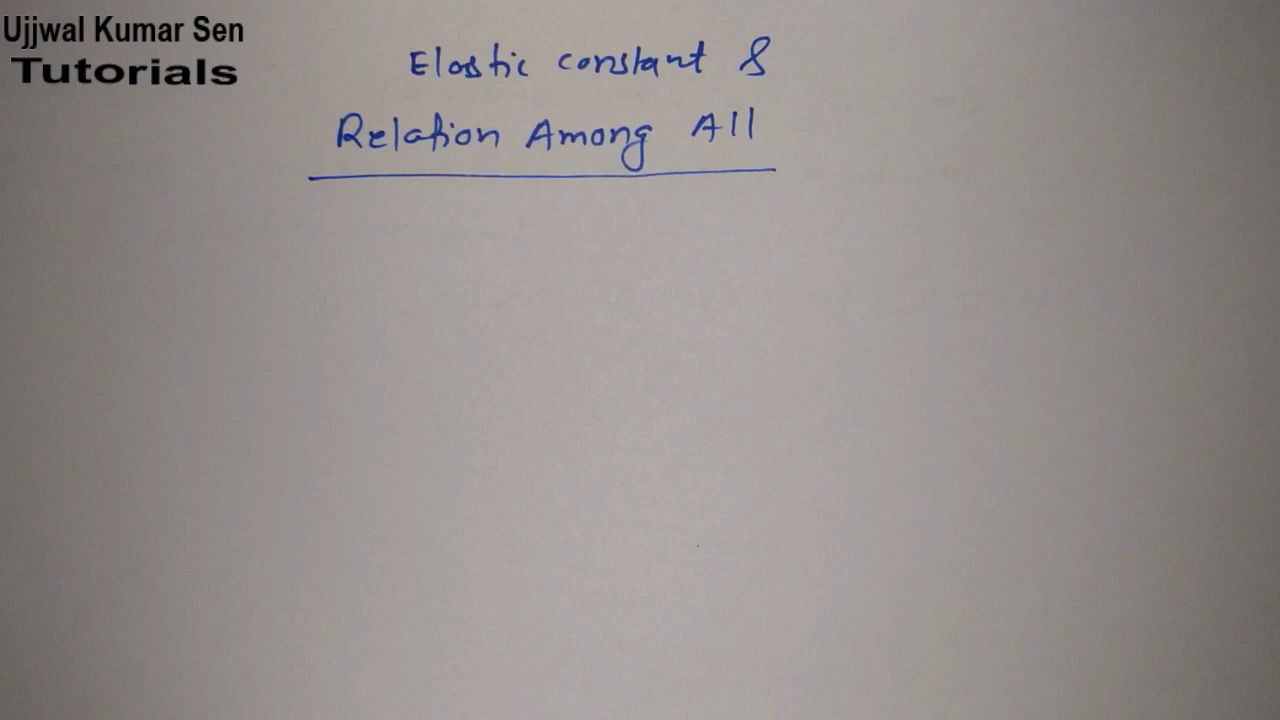 Ujjwal Kumar Sen
Tutorials
Elastic constant &
Relation Among All